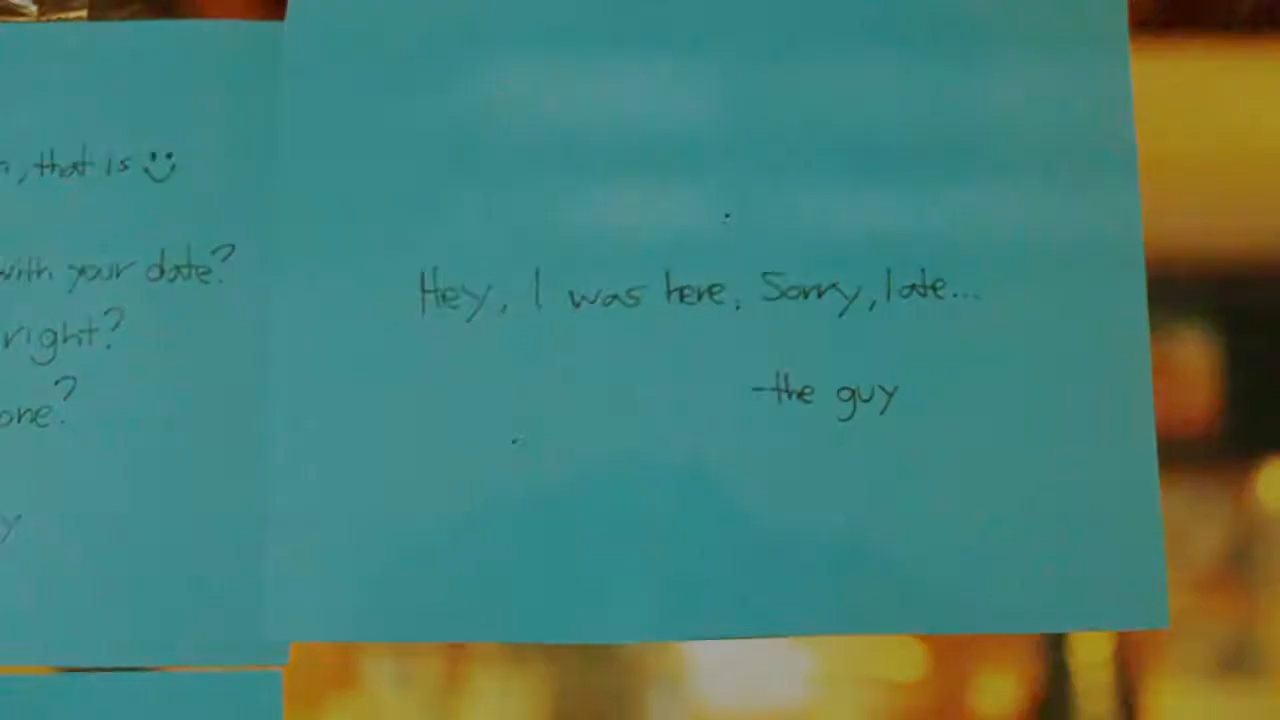 , that is
with your date?
right?
one?
y
Hey, I was here. Sorry, late...
-the guy